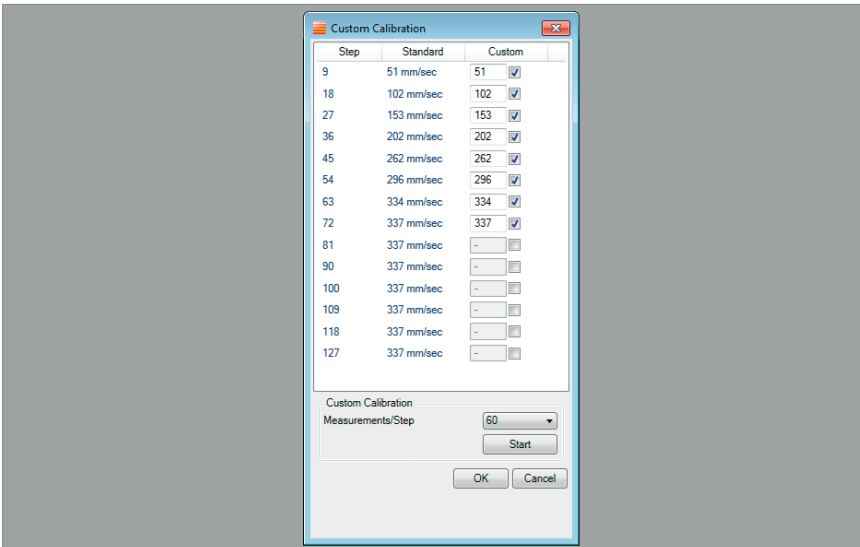 Custom Calibration
Step Standard Custom
9 51 mm/sec 51
18 102 mm/sec 102
27 153 mm/sec 153
36 202 mm/sec 202
45 262 mm/sec 262
54 296 mm/sec 296
63 334 mm/sec 334
72 337 mm/sec 337
81 337 mm/sec -
90 337 mm/sec -
100 337 mm/sec -
109 337 mm/sec -
118 337 mm/sec -
127 337 mm/sec -
Custom Calibration
Measurements/Step 60
Start
OK Cancel